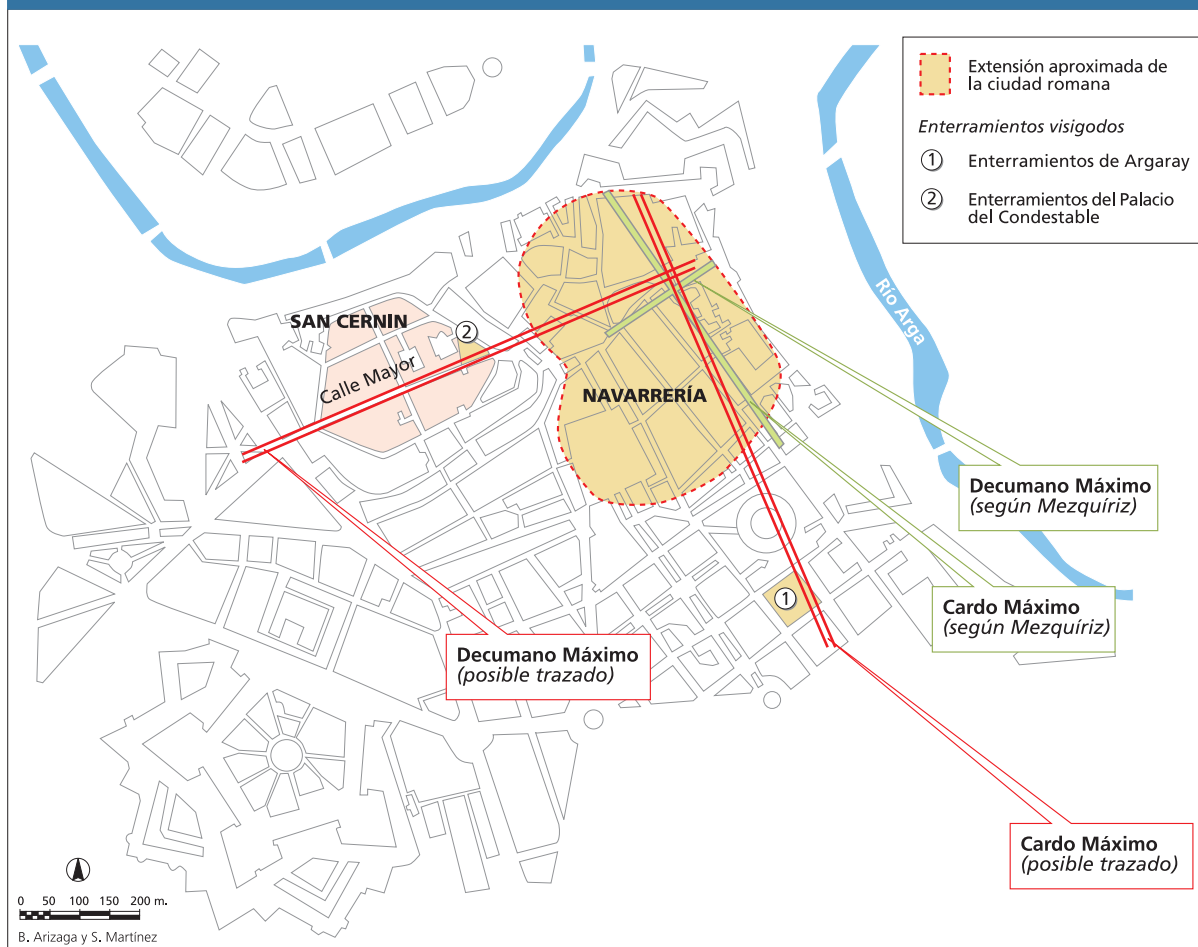 Extensión aproximada de
la ciudad romana
Enterramientos visigodos
1 Enterramientos de Argaray
2 Enterramientos del Palacio
del Condestable
Río Arga
SAN CERNIN
2
Calle Mayor
NAVARRERÍA
Decumano Máximo
(según Mezquíriz)
1
Cardo Máximo
(según Mezquíriz)
Decumano Máximo
(posible trazado)
Cardo Máximo
(posible trazado)
0 50 100 150 200 m.
B. Arizaga y S. Martínez